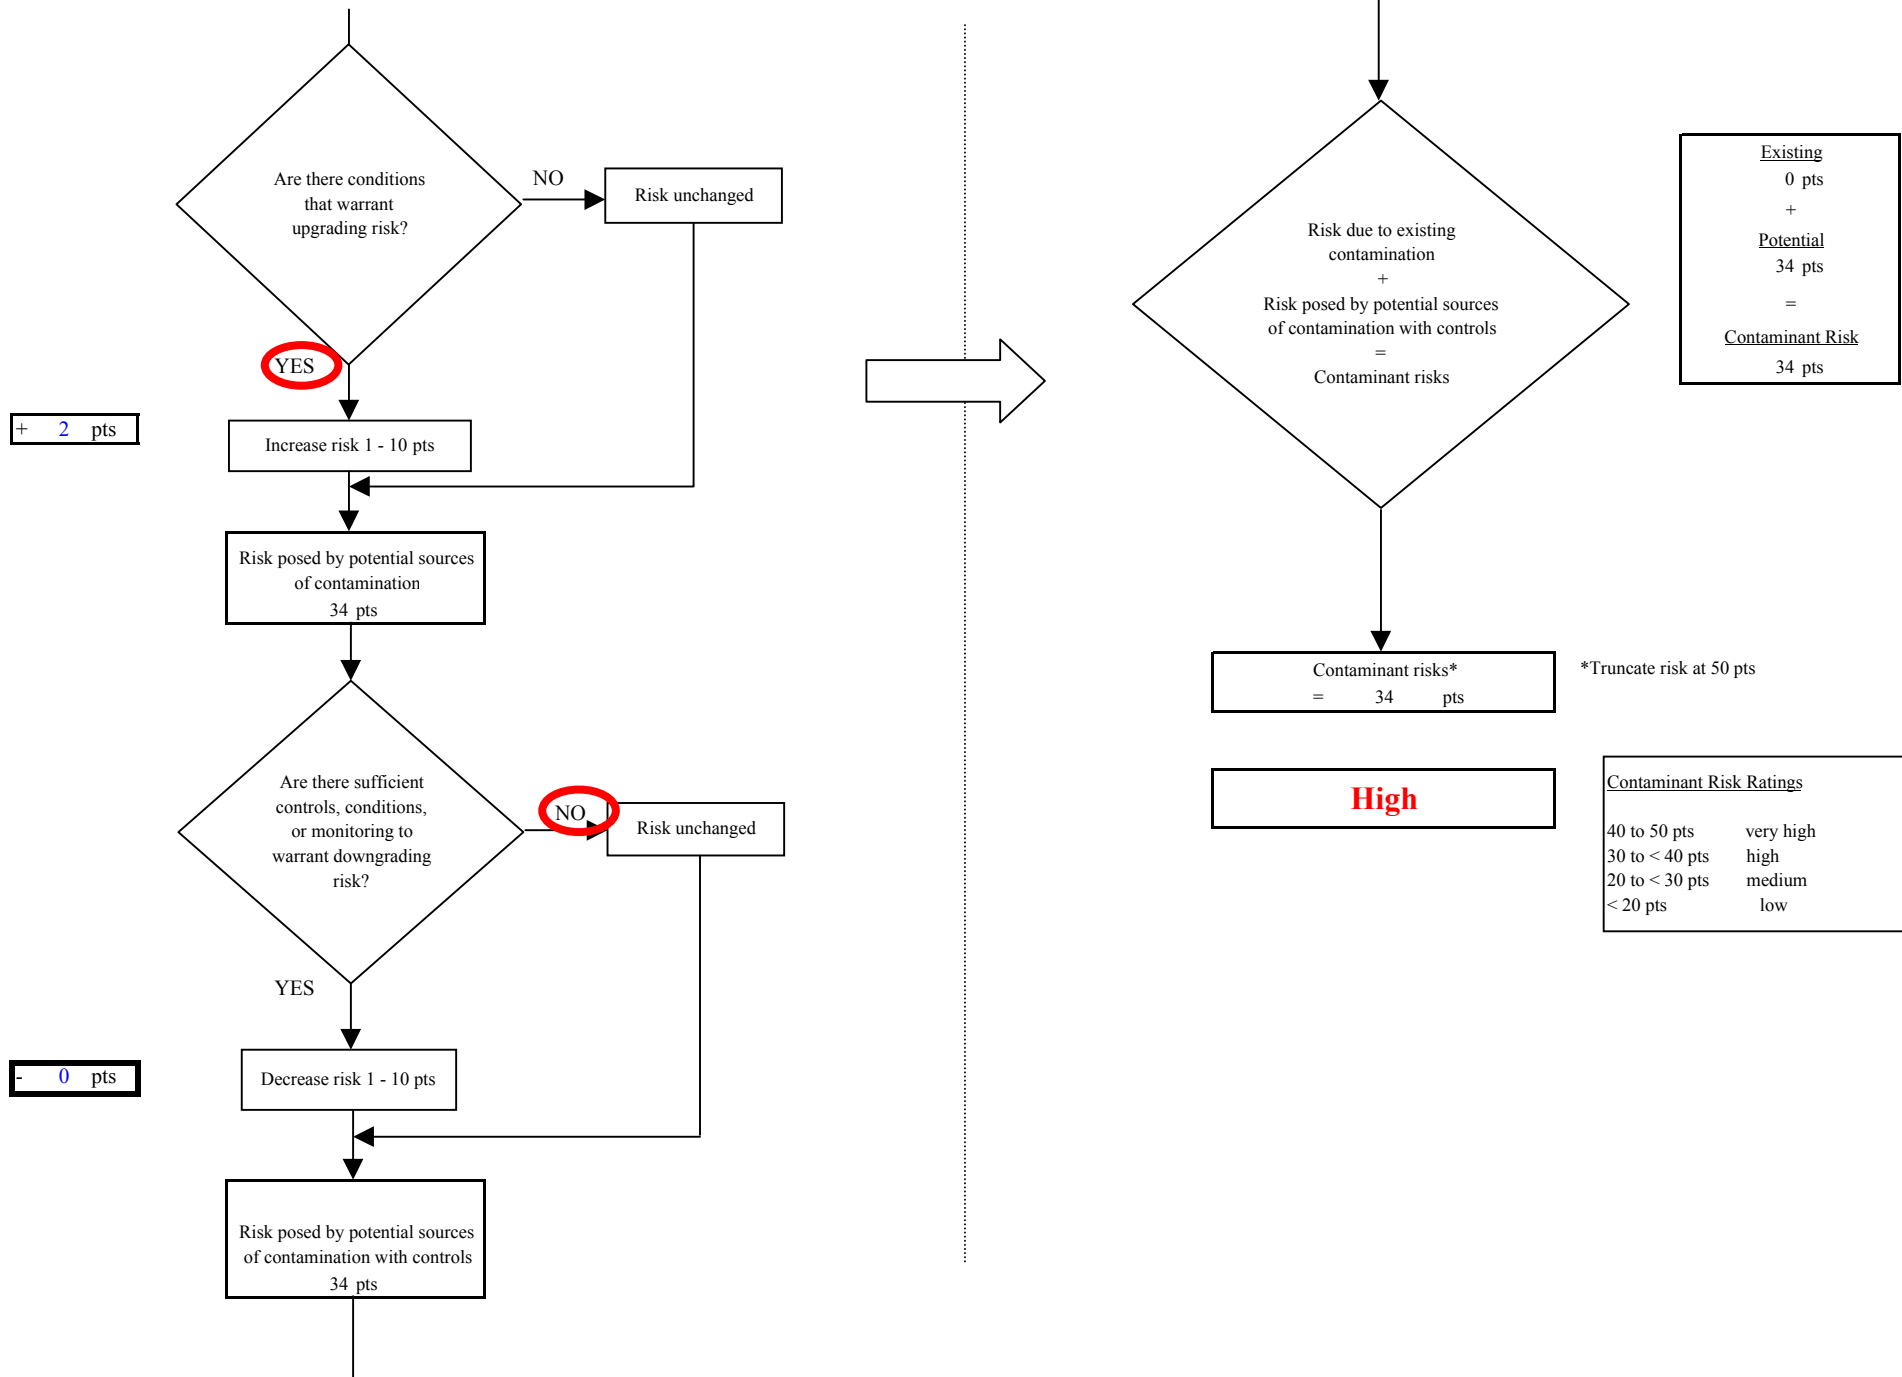 Are there conditions
that warrant
upgrading risk?
NO
Risk unchanged
YES
+ 2 pts
Increase risk 1 - 10 pts
Risk posed by potential sources
of contamination
34 pts
Are there sufficient
controls, conditions,
or monitoring to
warrant downgrading
risk?
NO
Risk unchanged
YES
- 0 pts
Decrease risk 1 - 10 pts
Risk posed by potential sources
of contamination with controls
34 pts
Risk due to existing
contamination
+
Risk posed by potential sources
of contamination with controls
=
Contaminant risks
Existing
0 pts
+
Potential
34 pts
=
Contaminant Risk
34 pts
Contaminant risks*
= 34 pts
*Truncate risk at 50 pts
High
Contaminant Risk Ratings
40 to 50 pts very high
30 to < 40 pts high
20 to < 30 pts medium
< 20 pts low